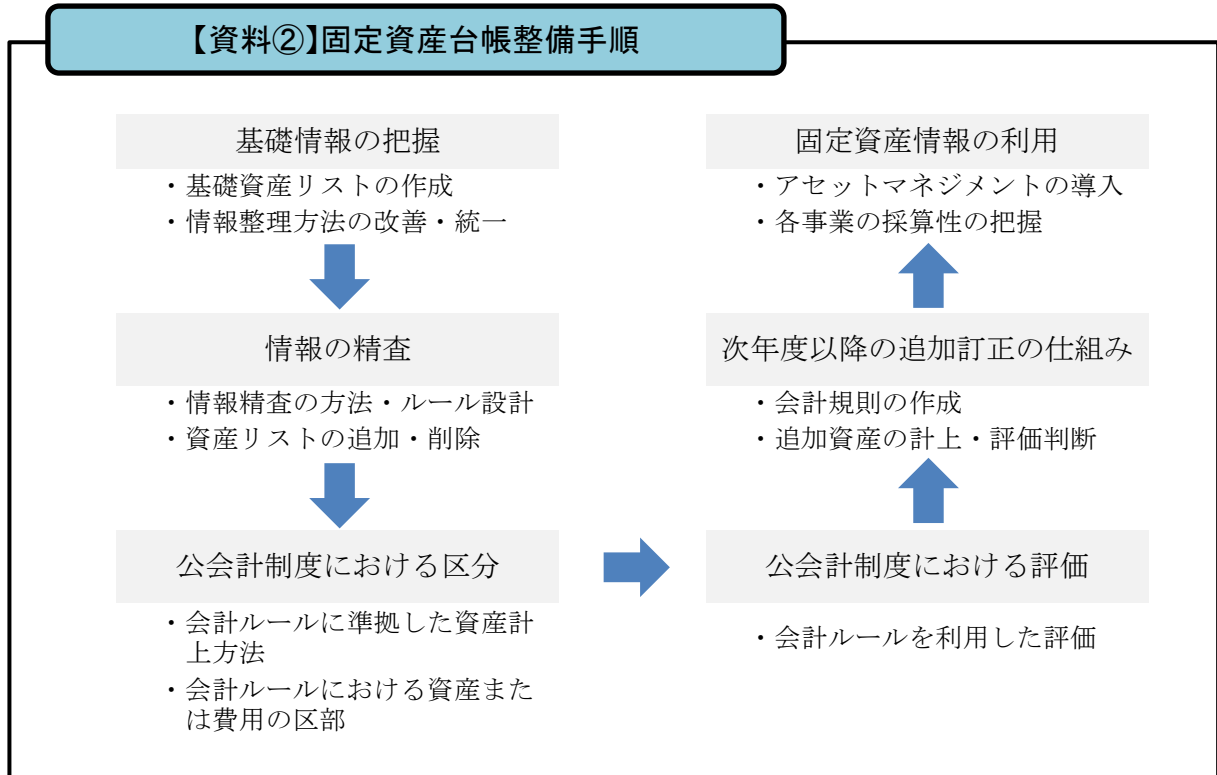 【資料②】固定資産台帳整備手順
基礎情報の把握
・基礎資産リストの作成
・情報整理方法の改善・統一
情報の精査
・情報精査の方法・ルール設計
・資産リストの追加・削除
公会計制度における区分
・会計ルールに準拠した資産計
上方法
・会計ルールにおける資産また
は費用の区部
公会計制度における評価
・会計ルールを利用した評価
次年度以降の追加訂正の仕組み
・会計規則の作成
・追加資産の計上・評価判断
固定資産情報の利用
・アセットマネジメントの導入
・各事業の採算性の把握